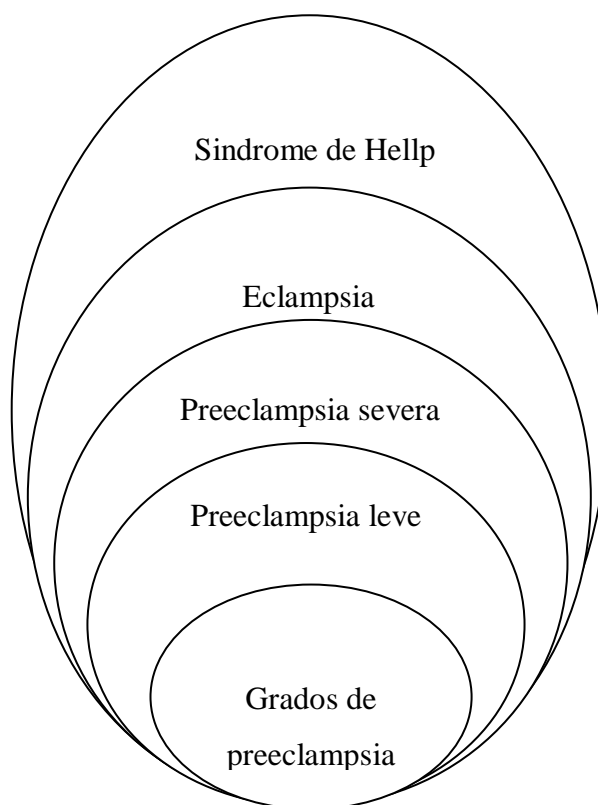 Sindrome de Hellp
Eclampsia
Preeclampsia severa
Preeclampsia leve
Grados de
preeclampsia